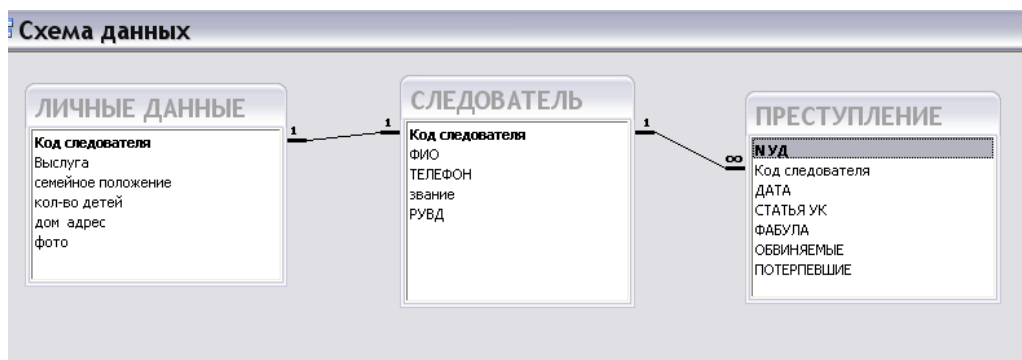 Схема данных
ЛИЧНЫЕ ДАННЫЕ
Код следователя
Выслуга
семейное положение
кол-во детей
дом адрес
фото
1
1
СЛЕДОВАТЕЛЬ
Код следователя
ФИО
ТЕЛЕФОН
звание
РУВД
1
∞
ПРЕСТУПЛЕНИЕ
N УД
Код следователя
ДАТА
СТАТЬЯ УК
ФАБУЛА
ОБВИНЯЕМЫЕ
ПОТЕРПЕВШИЕ